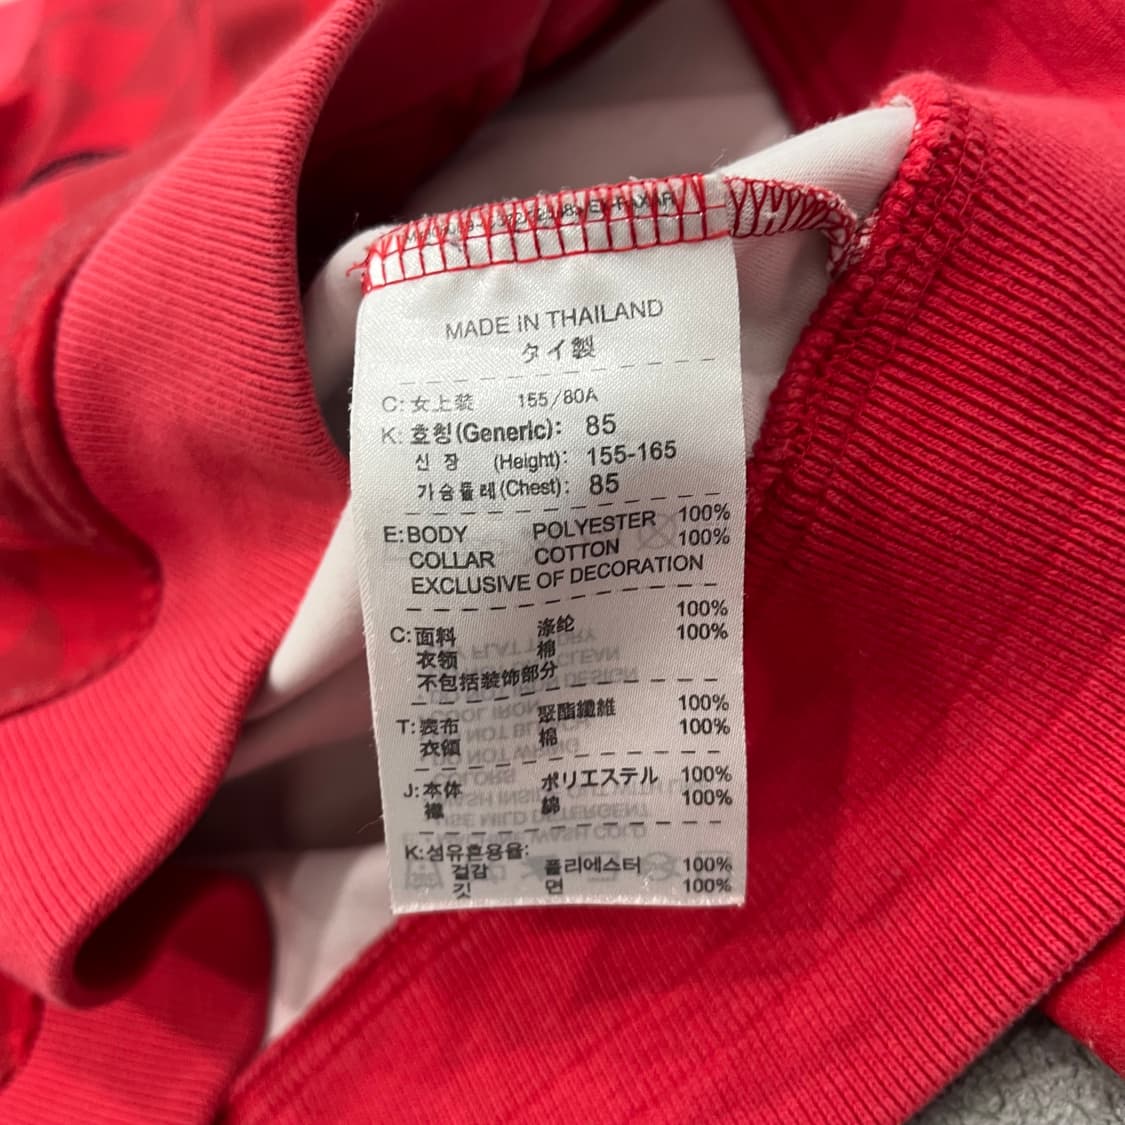 MADE IN THAILAND
タイ製
C: 女上装 155/80A
K: 호칭(Generic): 85
신 장 (Height): 155-165
가슴둘레(Chest): 85
E: BODY POLYESTER 100%
COLLAR COTTON 100%
EXCLUSIVE OF DECORATION
C: 面料 涤纶 100%
衣领 棉 100%
不包括装饰部分
T: 表布 聚酯纖維 100%
衣領 棉 100%
J: 本体 ポリエステル 100%
襟 綿 100%
K: 섬유혼용율:
겉감 폴리에스터 100%
깃 면 100%